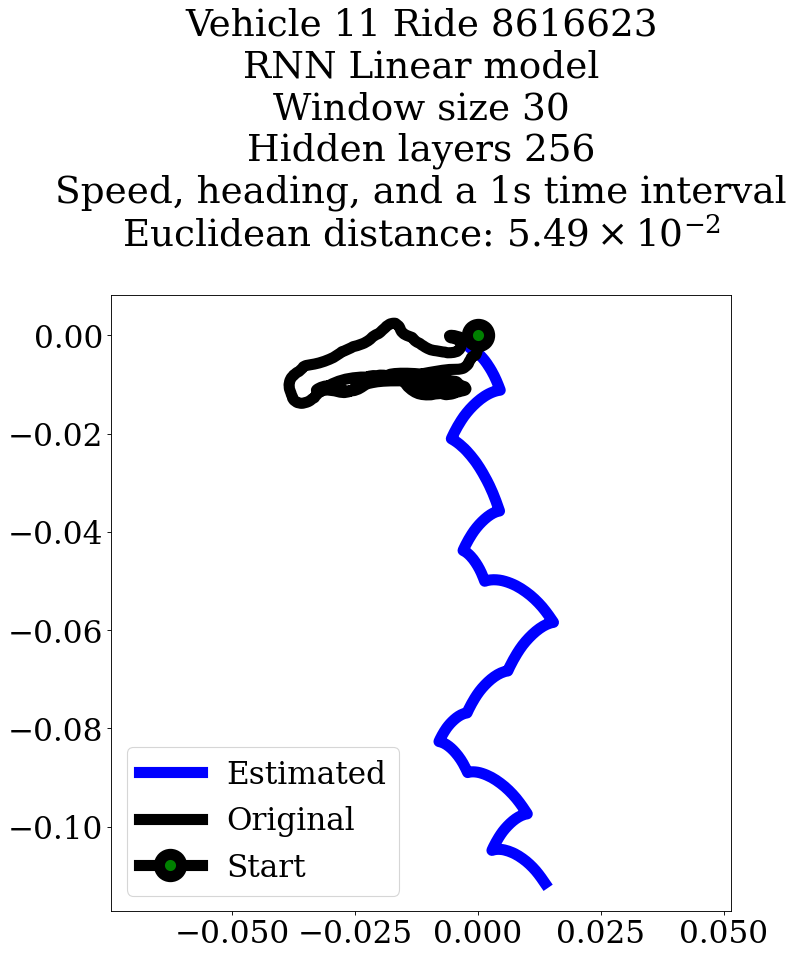 Vehicle 11 Ride 8616623
RNN Linear model
Window size 30
Hidden layers 256
Speed, heading, and a 1s time interval
Euclidean distance: 5.49 × 10⁻²
0.00
−0.02
−0.04
−0.06
−0.08
−0.10
Estimated
Original
Start
−0.050 −0.025 0.000 0.025 0.050